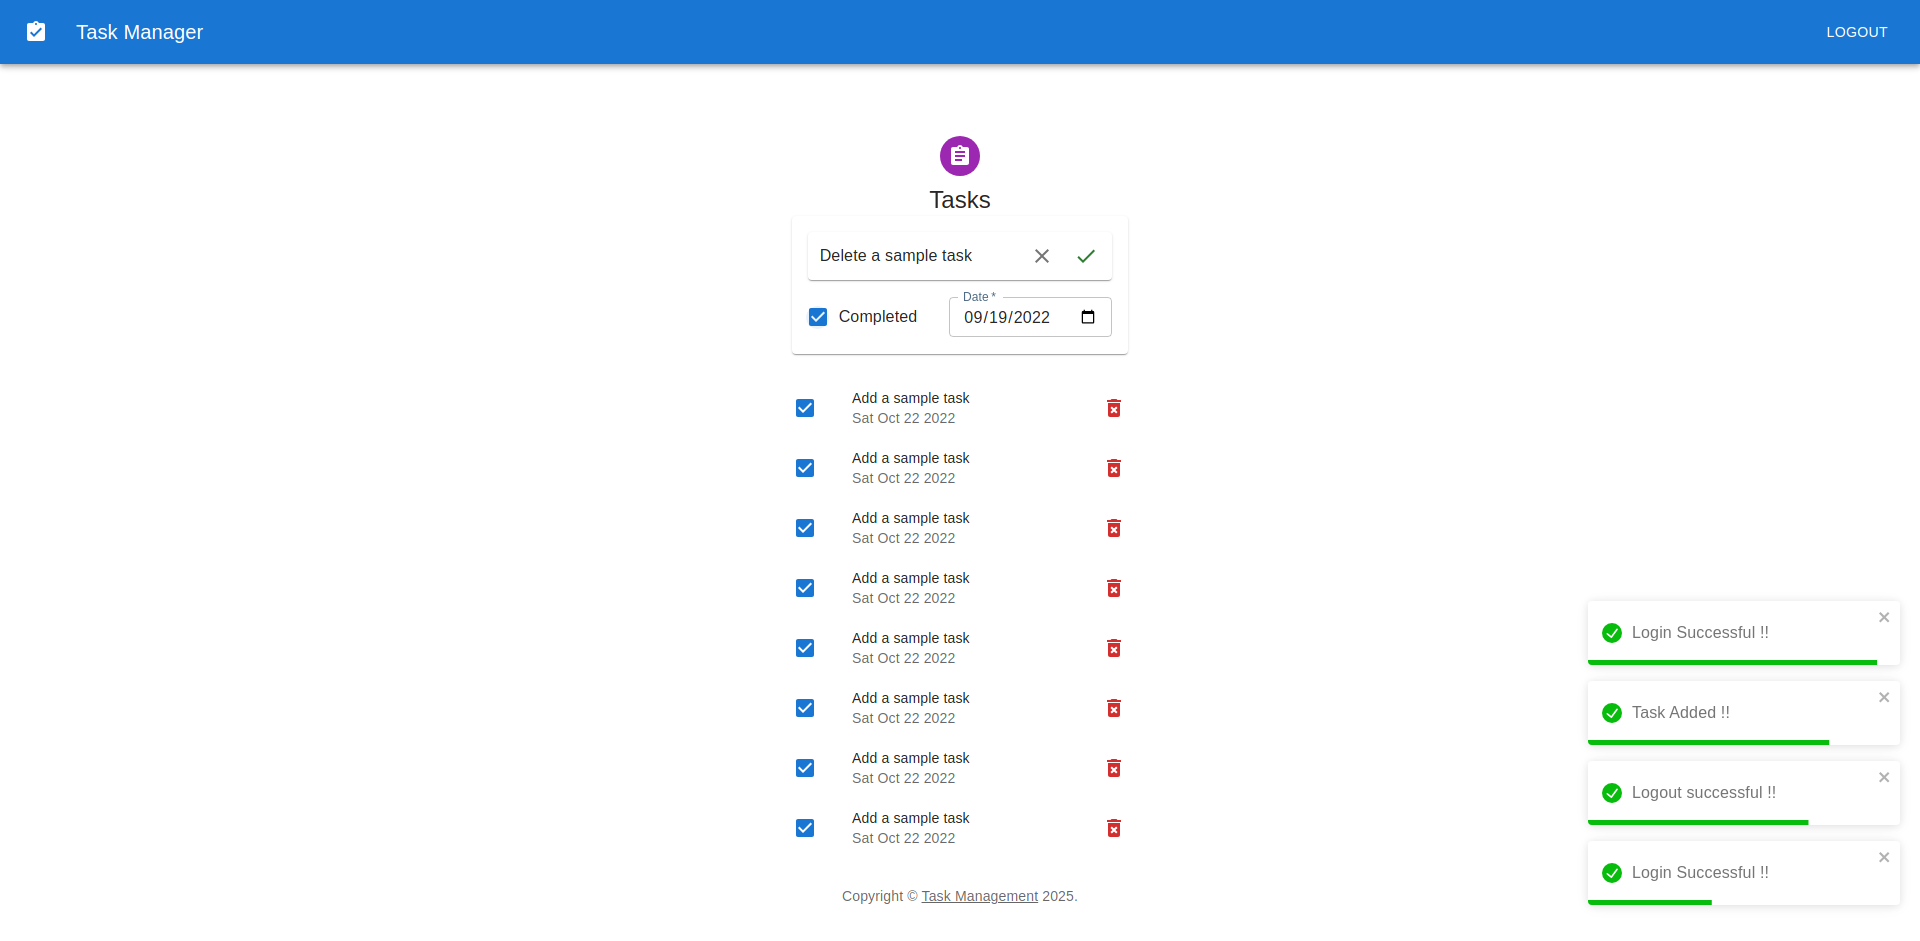 Task Manager
LOGOUT
Tasks
Delete a sample task
Completed
Date *
09/19/2022
Add a sample task
Sat Oct 22 2022
Add a sample task
Sat Oct 22 2022
Add a sample task
Sat Oct 22 2022
Add a sample task
Sat Oct 22 2022
Add a sample task
Sat Oct 22 2022
Add a sample task
Sat Oct 22 2022
Add a sample task
Sat Oct 22 2022
Add a sample task
Sat Oct 22 2022
Copyright © Task Management 2025.
Login Successful !!
Task Added !!
Logout successful !!
Login Successful !!